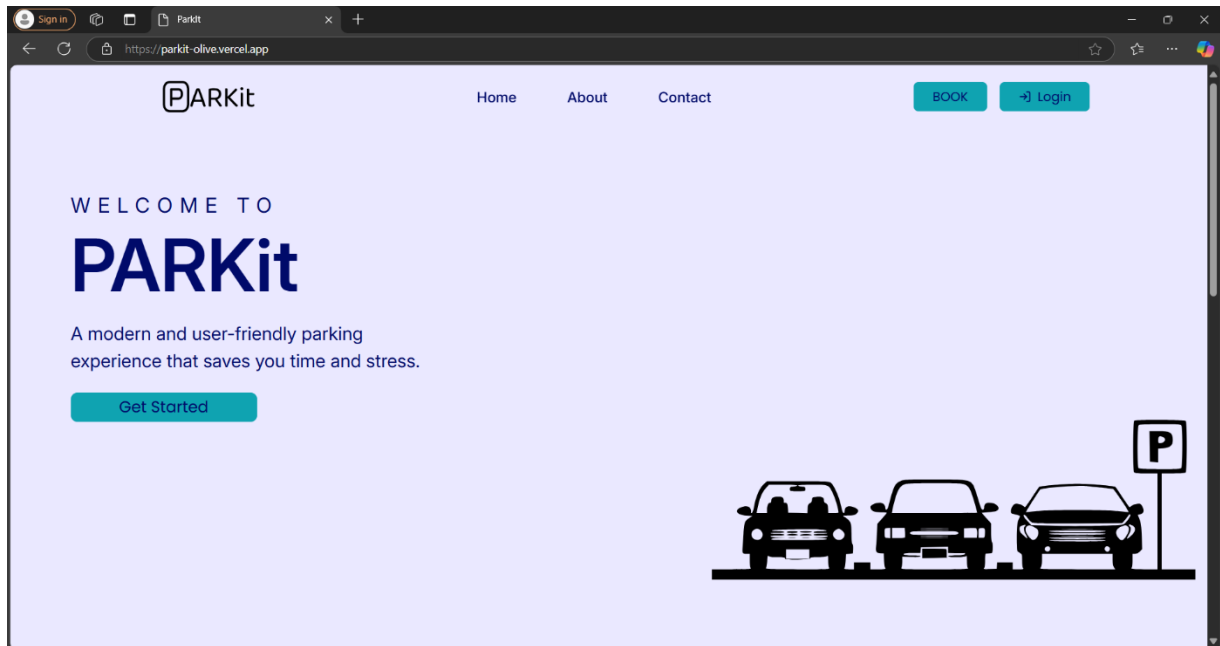 Sign in
ParkIt
https://parkit-olive.vercel.app
PARKit
Home About Contact
BOOK Login
WELCOME TO
PARKit
A modern and user-friendly parking
experience that saves you time and stress.
Get Started
P